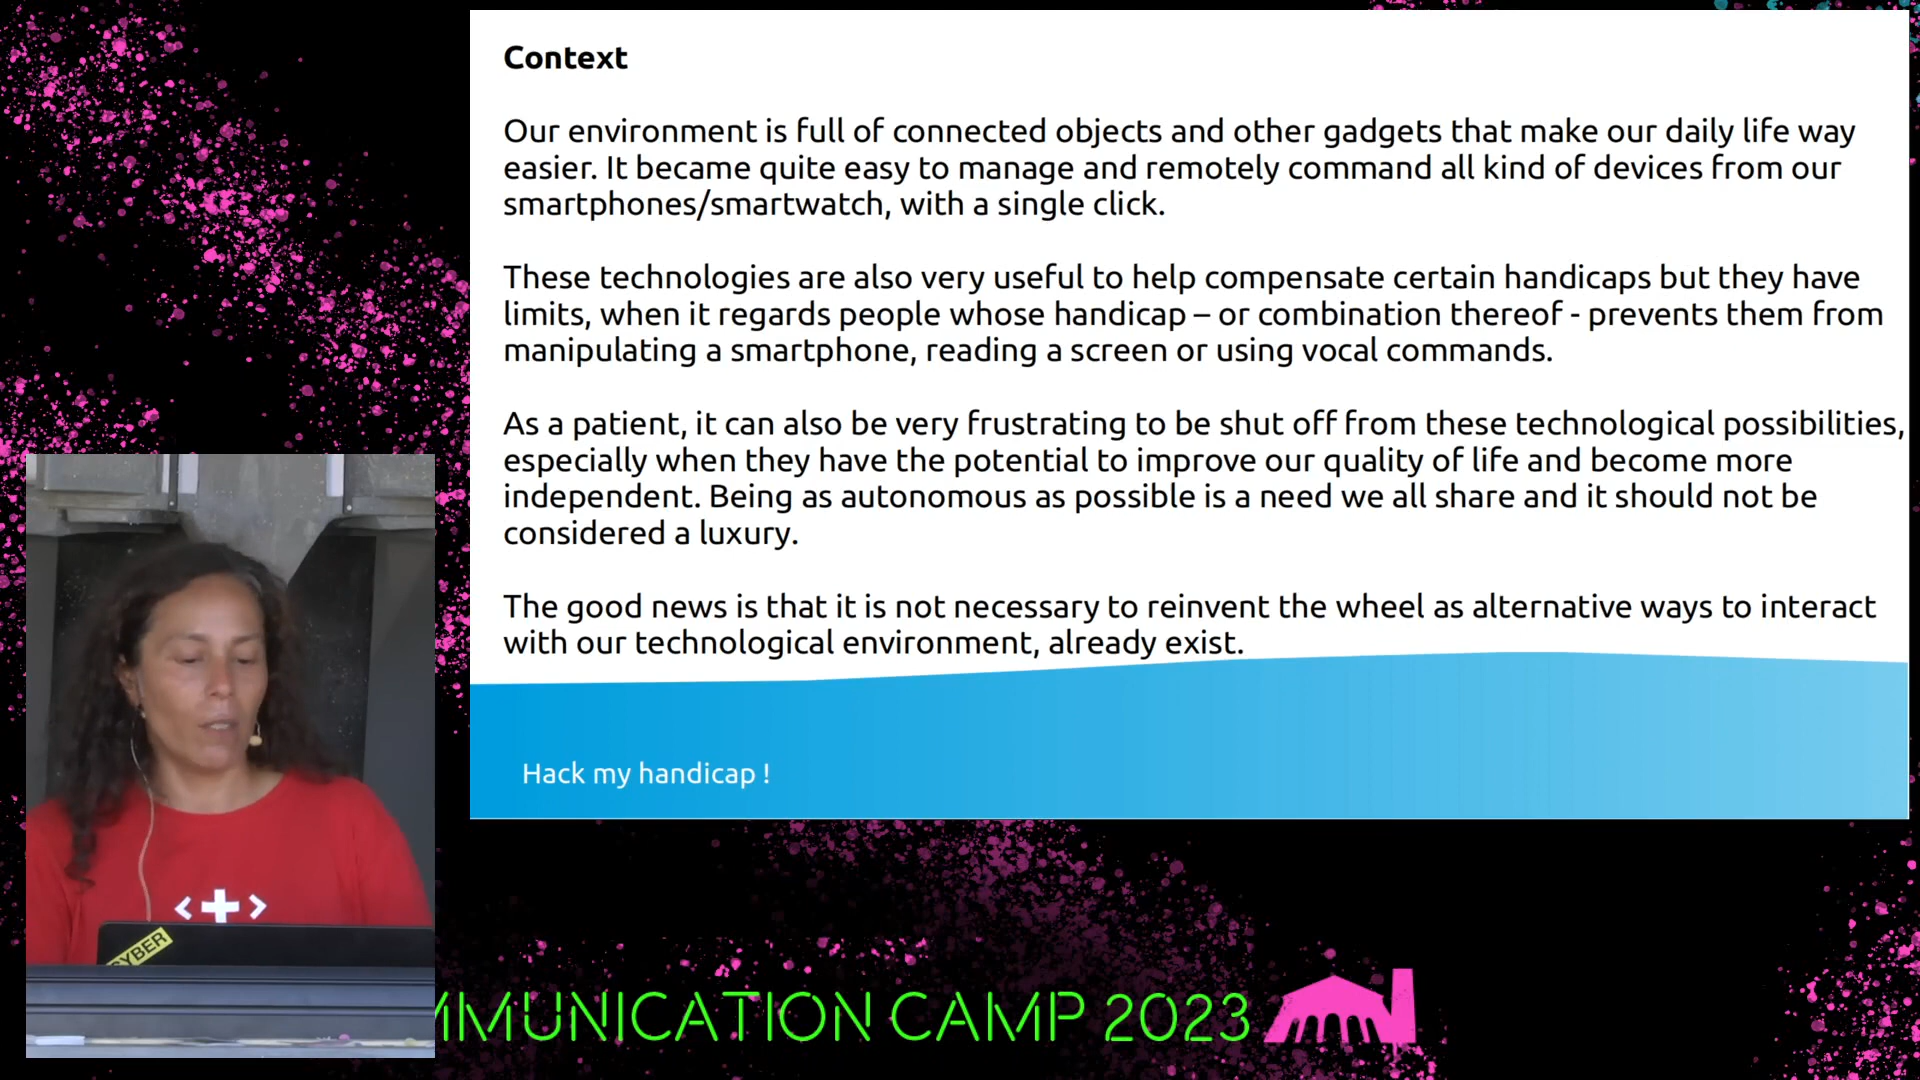 Context
Our environment is full of connected objects and other gadgets that make our daily life way
easier. It became quite easy to manage and remotely command all kind of devices from our
smartphones/smartwatch, with a single click.
These technologies are also very useful to help compensate certain handicaps but they have
limits, when it regards people whose handicap – or combination thereof - prevents them from
manipulating a smartphone, reading a screen or using vocal commands.
As a patient, it can also be very frustrating to be shut off from these technological possibilities,
especially when they have the potential to improve our quality of life and become more
independent. Being as autonomous as possible is a need we all share and it should not be
considered a luxury.
The good news is that it is not necessary to reinvent the wheel as alternative ways to interact
with our technological environment, already exist.
Hack my handicap !
<+>
CYBER
MMUNICATION CAMP 2023